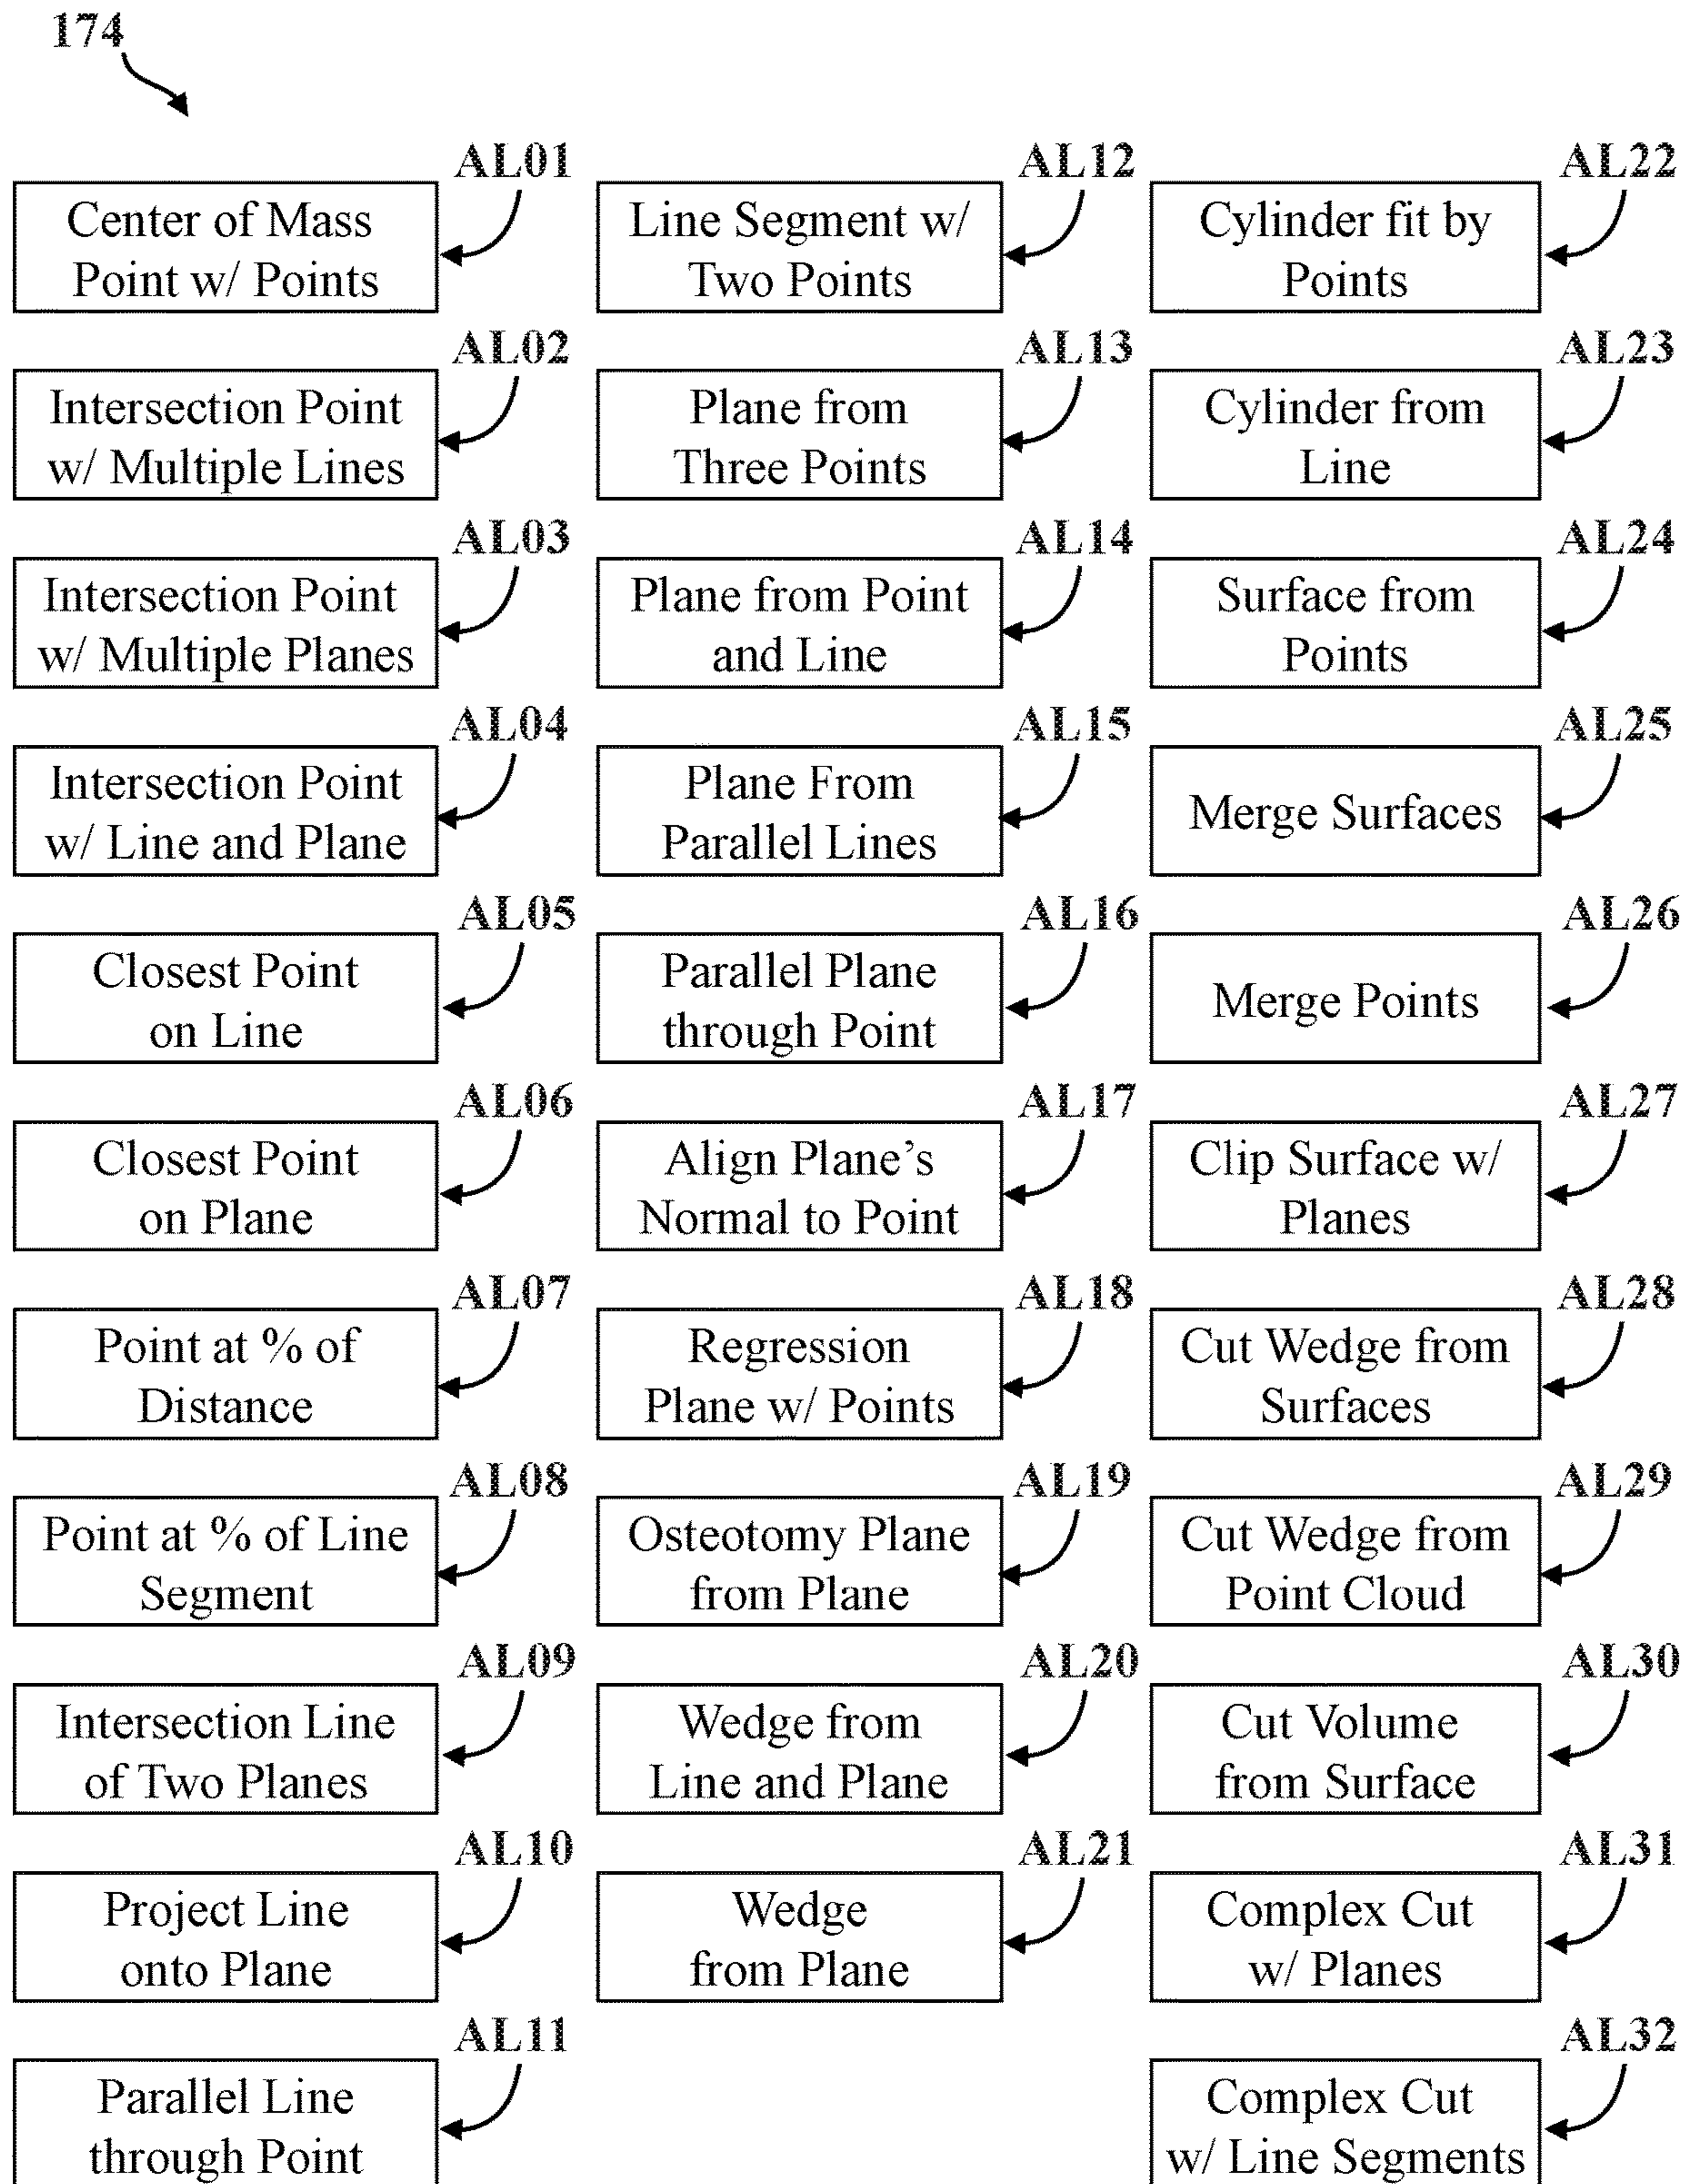 174
AL01
Center of Mass
Point w/ Points
AL02
Intersection Point
w/ Multiple Lines
AL03
Intersection Point
w/ Multiple Planes
AL04
Intersection Point
w/ Line and Plane
AL05
Closest Point
on Line
AL06
Closest Point
on Plane
AL07
Point at % of
Distance
AL08
Point at % of Line
Segment
AL09
Intersection Line
of Two Planes
AL10
Project Line
onto Plane
AL11
Parallel Line
through Point
AL12
Line Segment w/
Two Points
AL13
Plane from
Three Points
AL14
Plane from Point
and Line
AL15
Plane From
Parallel Lines
AL16
Parallel Plane
through Point
AL17
Align Plane’s
Normal to Point
AL18
Regression
Plane w/ Points
AL19
Osteotomy Plane
from Plane
AL20
Wedge from
Line and Plane
AL21
Wedge
from Plane
AL22
Cylinder fit by
Points
AL23
Cylinder from
Line
AL24
Surface from
Points
AL25
Merge Surfaces
AL26
Merge Points
AL27
Clip Surface w/
Planes
AL28
Cut Wedge from
Surfaces
AL29
Cut Wedge from
Point Cloud
AL30
Cut Volume
from Surface
AL31
Complex Cut
w/ Planes
AL32
Complex Cut
w/ Line Segments